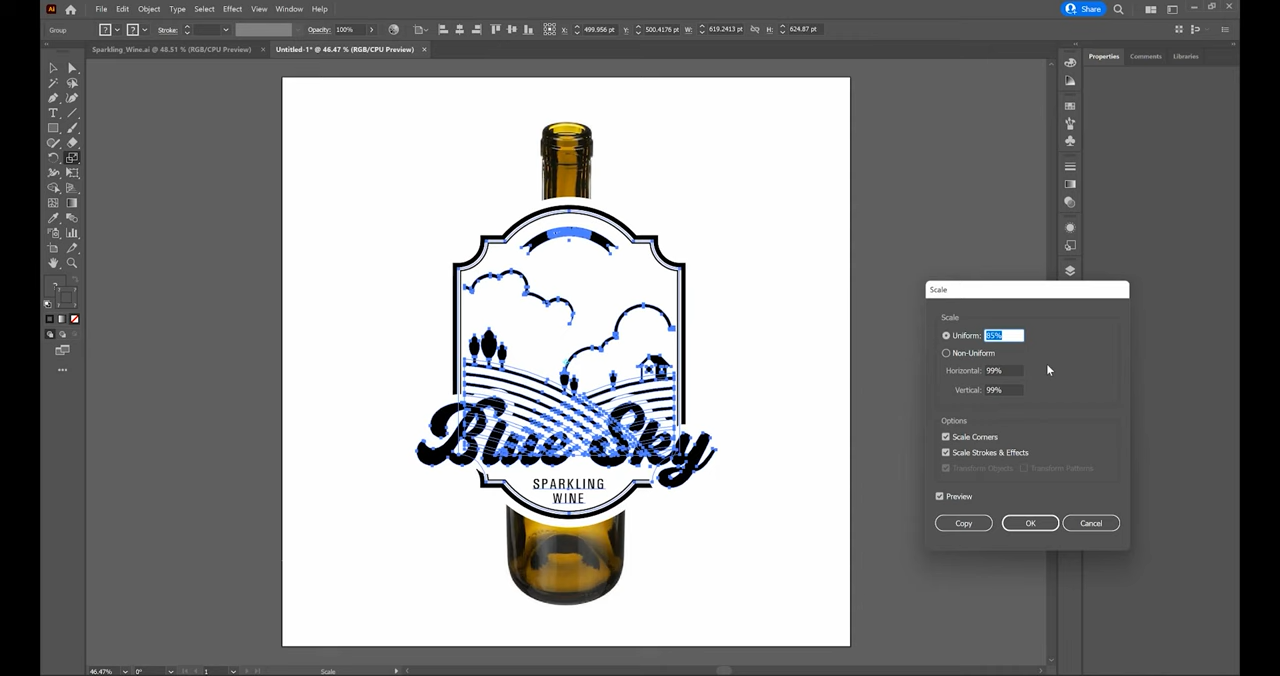 Ai File Edit Object Type Select Effect View Window Help Share
Group Stroke: Opacity: 100% X: 499.956 pt Y: 500.4176 pt W: 619.2413 pt H: 624.87 pt
Sparkling_Wine.ai @ 48.51 % (RGB/CPU Preview) × Untitled-1* @ 46.47 % (RGB/CPU Preview) ×
Properties Comments Libraries
Blue Sky
SPARKLING
WINE
Scale
Scale
Uniform: 85%
Non-Uniform
Horizontal: 99%
Vertical: 99%
Options
Scale Corners
Scale Strokes & Effects
Transform Objects Transform Patterns
Preview
Copy OK Cancel
46.47% 0° 1 Scale